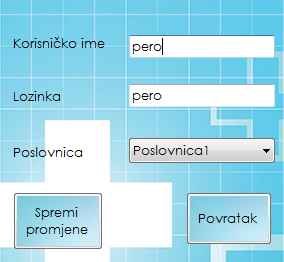 Korisničko ime pero
Lozinka pero
Poslovnica Poslovnica1
Spremi
promjene
Povratak